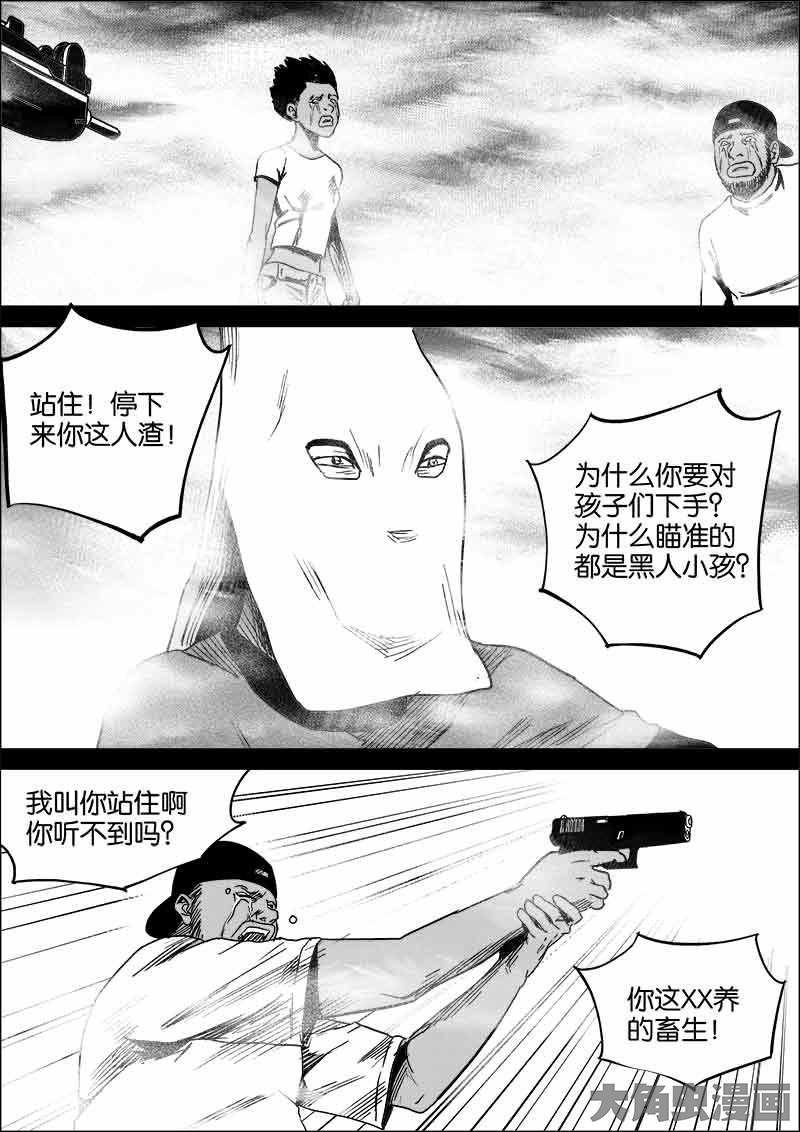 站住！停下
来你这人渣！
为什么你要对
孩子们下手？
为什么瞄准的
都是黑人小孩？
我叫你站住啊
你听不到吗？
你这XX养
的畜生！
大角虫漫画